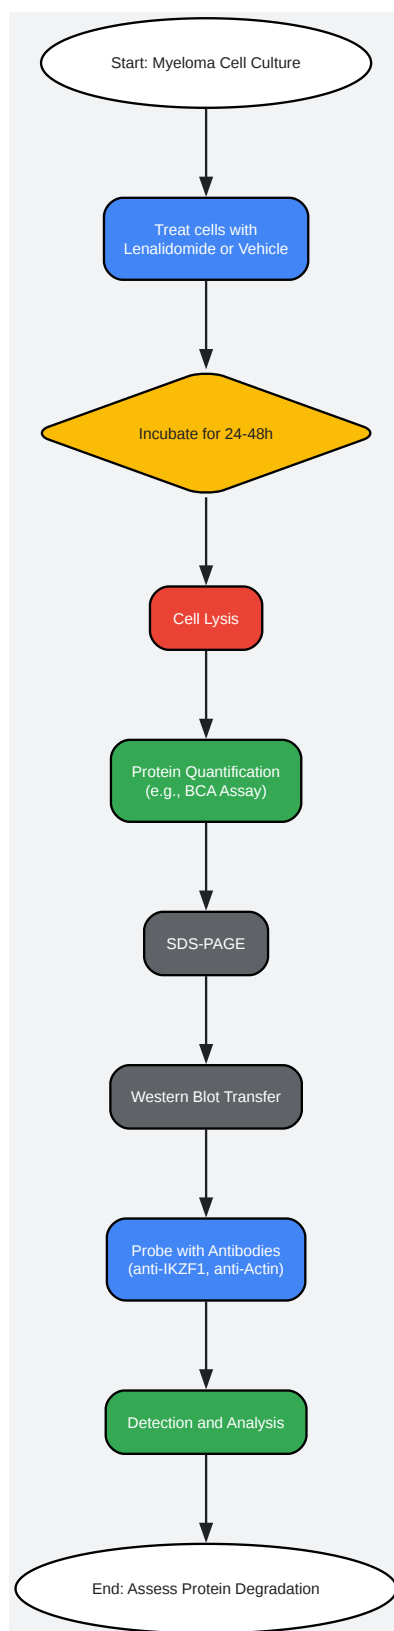 Start: Myeloma Cell Culture
Treat cells with
Lenalidomide or Vehicle
Incubate for 24-48h
Cell Lysis
Protein Quantification
(e.g., BCA Assay)
SDS-PAGE
Western Blot Transfer
Probe with Antibodies
(anti-IKZF1, anti-Actin)
Detection and Analysis
End: Assess Protein Degradation